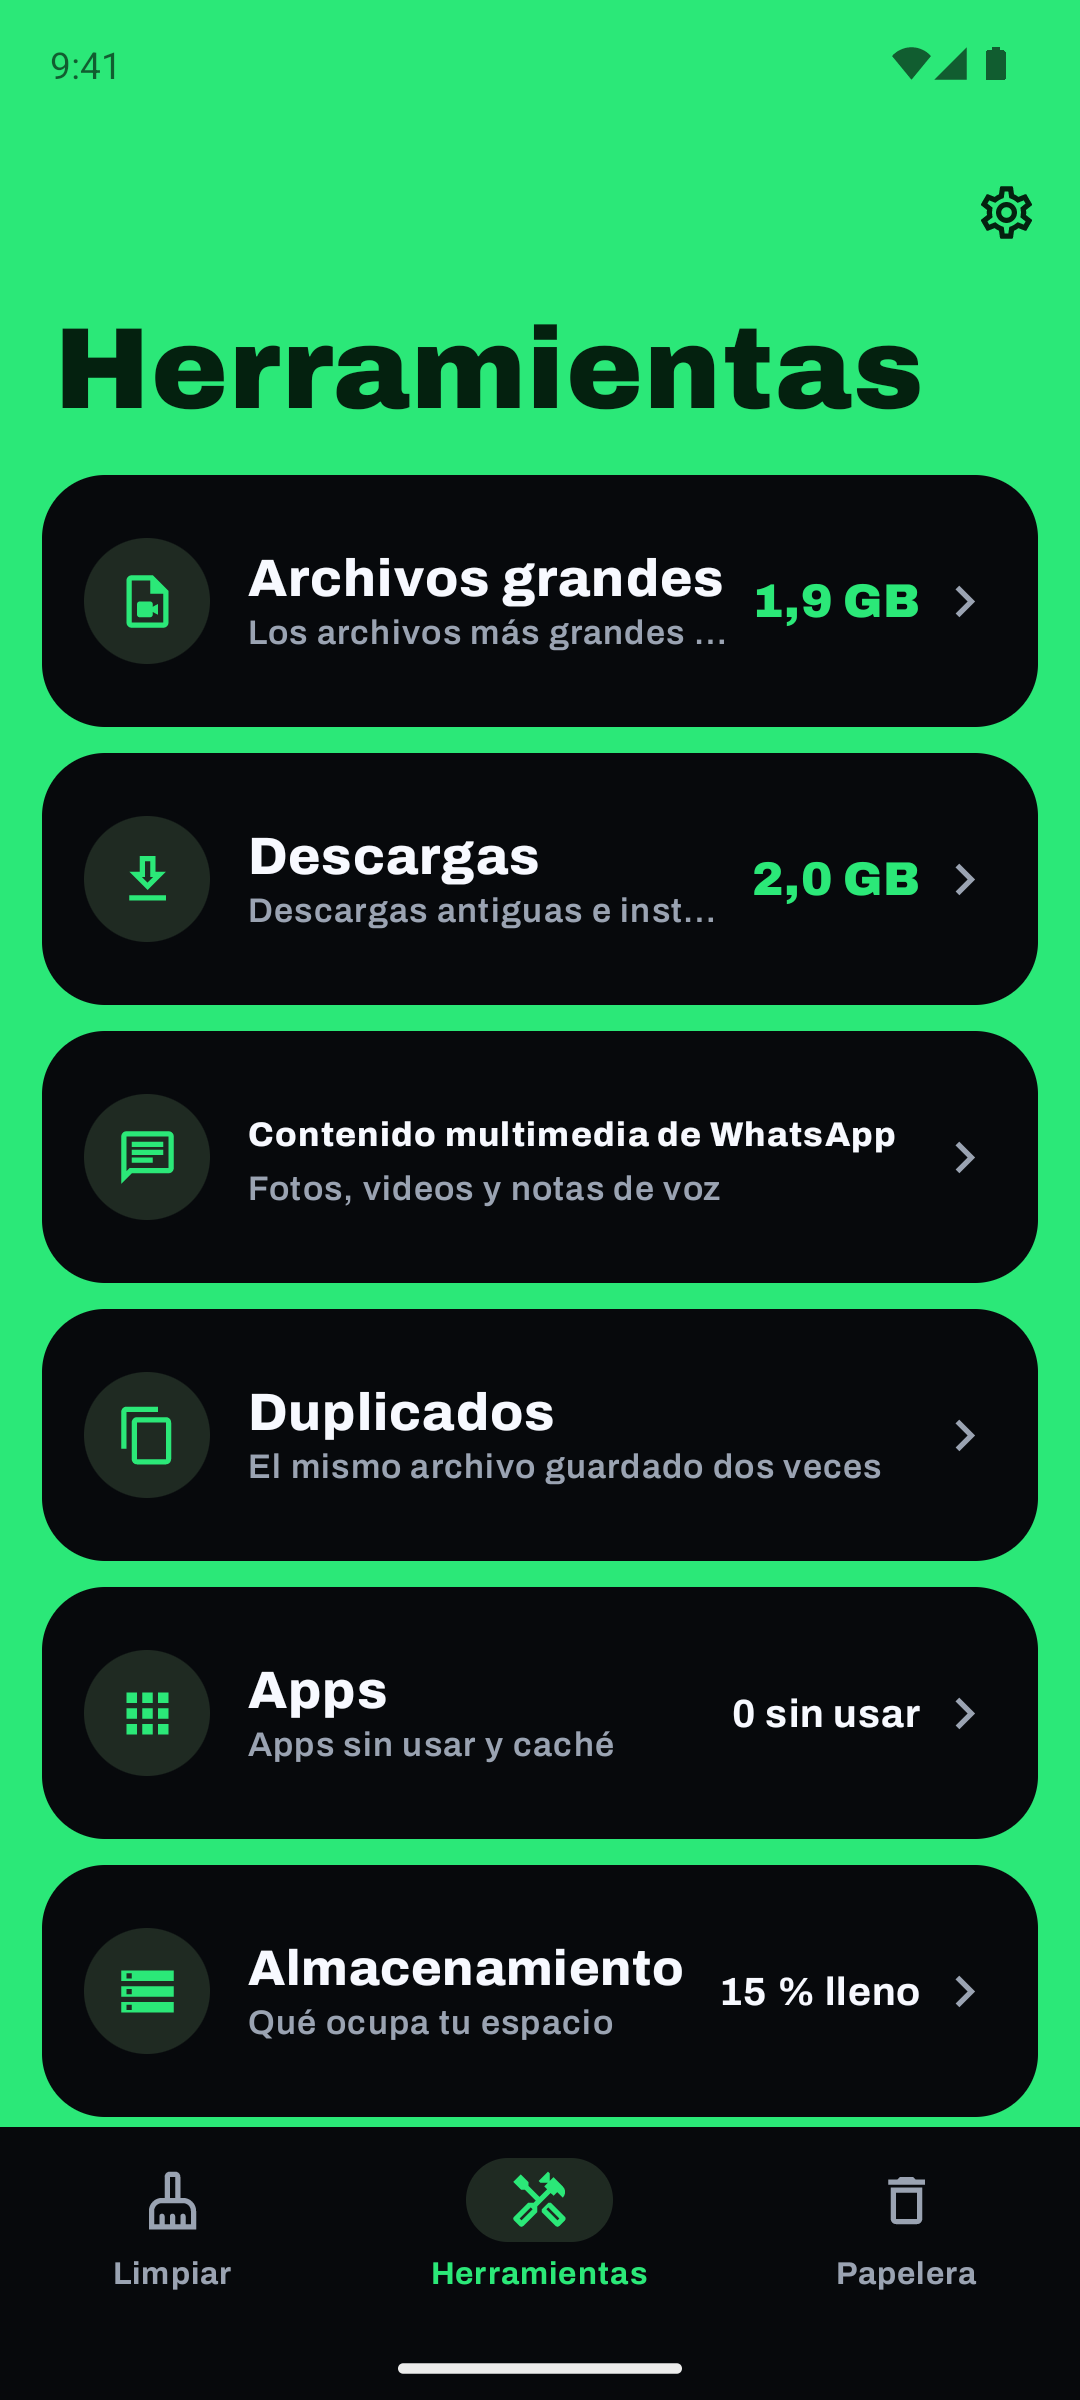 9:41
Herramientas
Archivos grandes
Los archivos más grandes ...
1,9 GB
Descargas
Descargas antiguas e inst...
2,0 GB
Contenido multimedia de WhatsApp
Fotos, videos y notas de voz
Duplicados
El mismo archivo guardado dos veces
Apps
Apps sin usar y caché
0 sin usar
Almacenamiento
Qué ocupa tu espacio
15 % lleno
Limpiar
Herramientas
Papelera